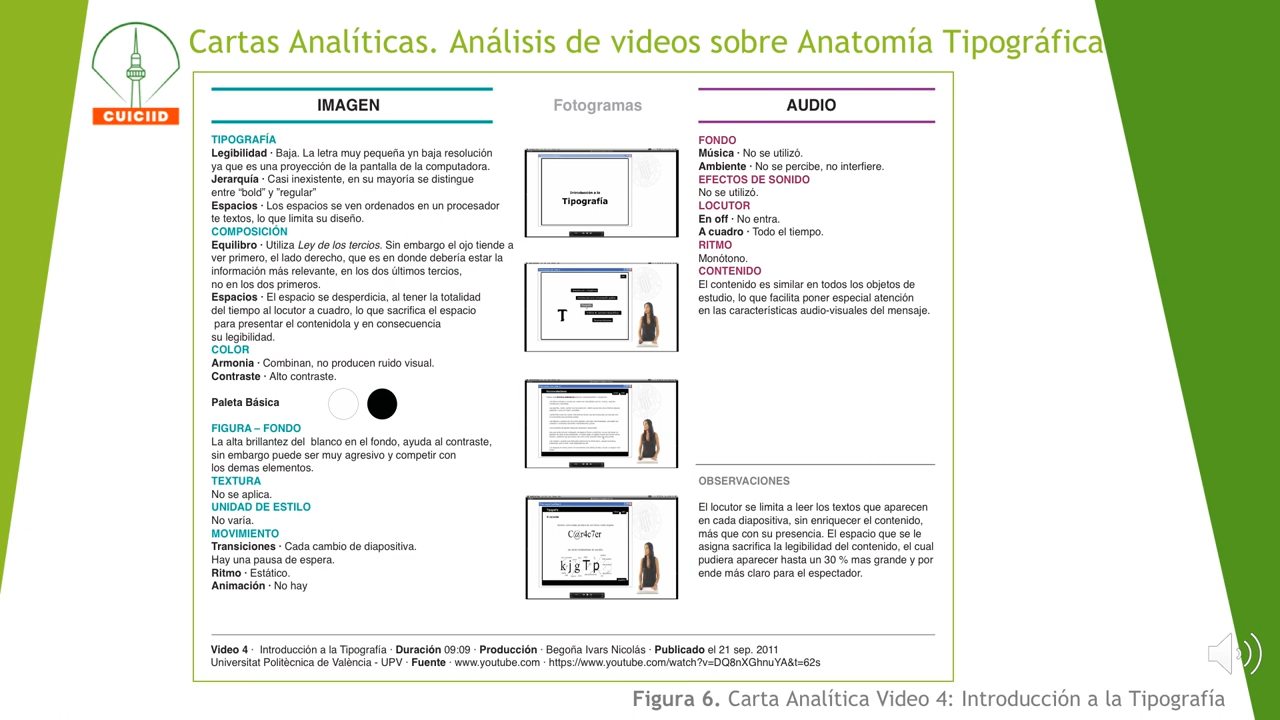 Cartas Analíticas. Análisis de videos sobre Anatomía Tipográfica
CUICIID
IMAGEN
TIPOGRAFÍA
Legibilidad · Baja. La letra muy pequeña yn baja resolución
ya que es una proyección de la pantalla de la computadora.
Jerarquía · Casi inexistente, en su mayoría se distingue
entre “bold” y ”regular”
Espacios · Los espacios se ven ordenados en un procesador
te textos, lo que limita su diseño.
COMPOSICIÓN
Equilibro · Utiliza Ley de los tercios. Sin embargo el ojo tiende a
ver primero, el lado derecho, que es en donde debería estar la
información más relevante, en los dos últimos tercios,
no en los dos primeros.
Espacios · El espacio se desperdicia, al tener la totalidad
del tiempo al locutor a cuadro, lo que sacrifica el espacio
para presentar el contenidola y en consecuencia
su legibilidad.
COLOR
Armonia · Combinan, no producen ruido visual.
Contraste · Alto contraste.
Paleta Básica
FIGURA – FONDO
La alta brillantez del blanco en el fondo, ayuda al contraste,
sin embargo puede ser muy agresivo y competir con
los demas elementos.
TEXTURA
No se aplica.
UNIDAD DE ESTILO
No varía.
MOVIMIENTO
Transiciones · Cada cambio de diapositiva.
Hay una pausa de espera.
Ritmo · Estático.
Animación · No hay
Fotogramas
Introducción a la
Tipografía
T
C@r4c7er
k j g T p
AUDIO
FONDO
Música · No se utilizó.
Ambiente · No se percibe, no interfiere.
EFECTOS DE SONIDO
No se utilizó.
LOCUTOR
En off · No entra.
A cuadro · Todo el tiempo.
RITMO
Monótono.
CONTENIDO
El contenido es similar en todos los objetos de
estudio, lo que facilita poner especial atención
en las características audio-visuales del mensaje.
OBSERVACIONES
El locutor se limita a leer los textos que aparecen
en cada diapositiva, sin enriquecer el contenido,
más que con su presencia. El espacio que se le
asigna sacrifica la legibilidad del contenido, el cual
pudiera aparecer hasta un 30 % mas grande y por
ende más claro para el espectador.
Video 4 · Introducción a la Tipografía · Duración 09:09 · Producción · Begoña Ivars Nicolás · Publicado el 21 sep. 2011
Universitat Politècnica de València - UPV · Fuente · www.youtube.com · https://www.youtube.com/watch?v=DQ8nXGhnuYA&t=62s
Figura 6. Carta Analítica Video 4: Introducción a la Tipografía